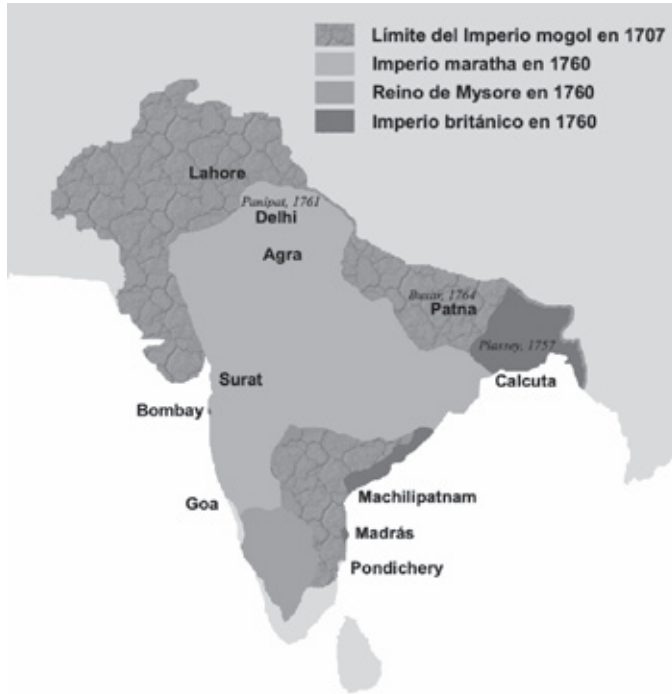 Límite del Imperio mogol en 1707
Imperio maratha en 1760
Reino de Mysore en 1760
Imperio británico en 1760
Lahore
Panipat, 1761
Delhi
Agra
Buxar, 1764
Patna
Plassey, 1757
Surat
Calcuta
Bombay
Goa
Machilipatnam
Madrás
Pondichery